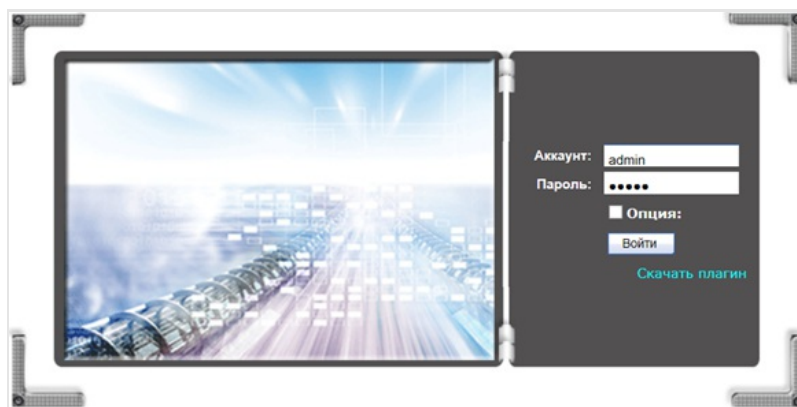 Аккаунт: admin
Пароль: •••••
Опция:
Войти
Скачать плагин